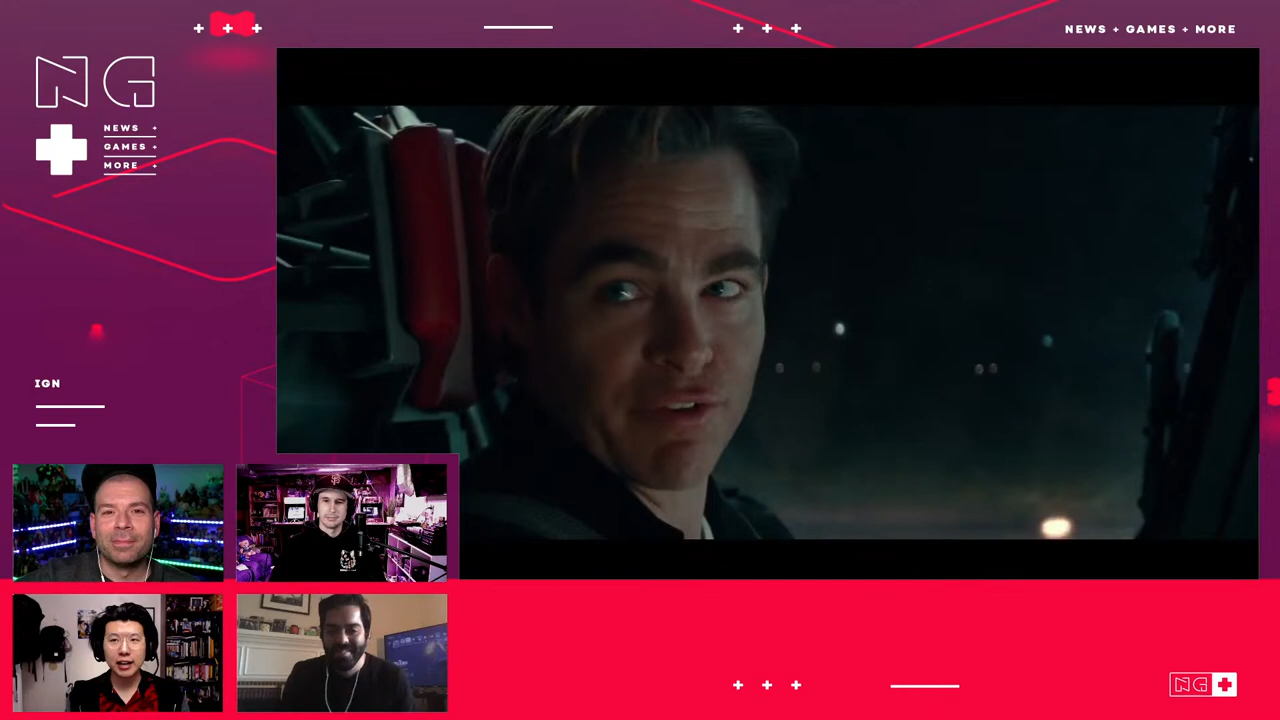 NEWS + GAMES + MORE
NG
NEWS +
GAMES +
MORE +
IGN
NG+